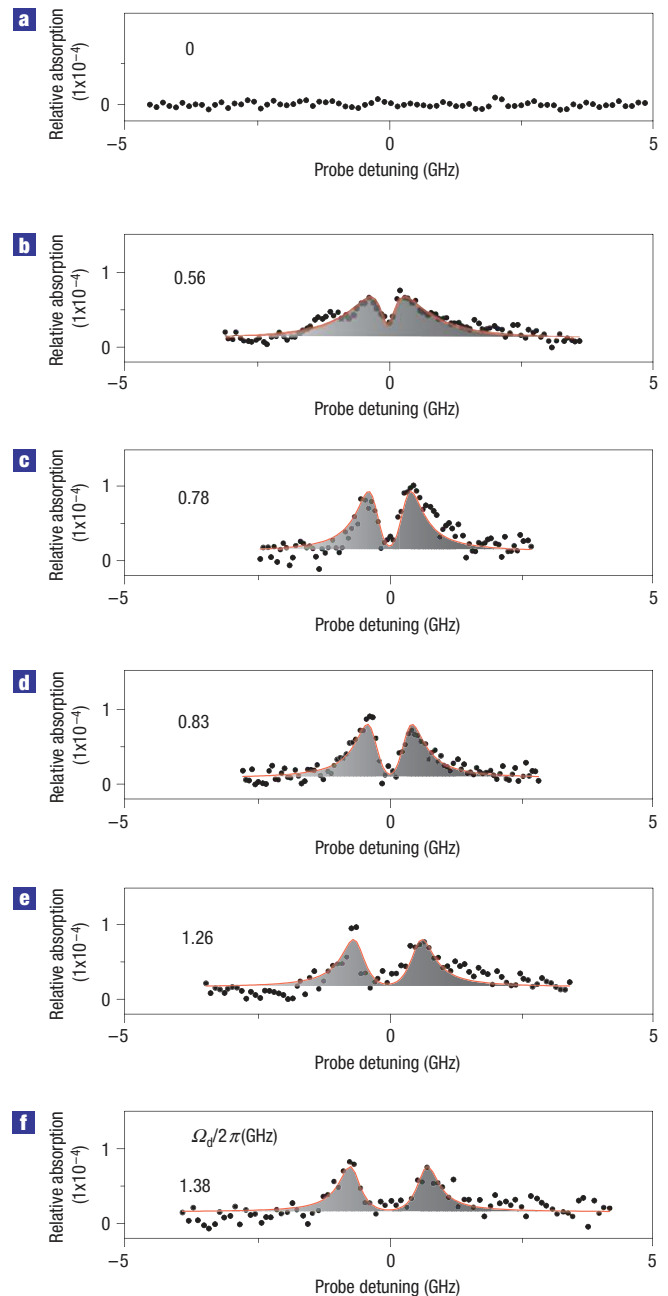 a
Relative absorption
(1x10⁻⁴)
0
0
−5
0
5
Probe detuning (GHz)
b
Relative absorption
(1x10⁻⁴)
1
0
0.56
−5
0
5
Probe detuning (GHz)
c
Relative absorption
(1x10⁻⁴)
1
0
0.78
−5
0
5
Probe detuning (GHz)
d
Relative absorption
(1x10⁻⁴)
1
0
0.83
−5
0
5
Probe detuning (GHz)
e
Relative absorption
(1x10⁻⁴)
1
0
1.26
−5
0
5
Probe detuning (GHz)
f
Relative absorption
(1x10⁻⁴)
1
0
Ω_d/2π(GHz)
1.38
−5
0
5
Probe detuning (GHz)